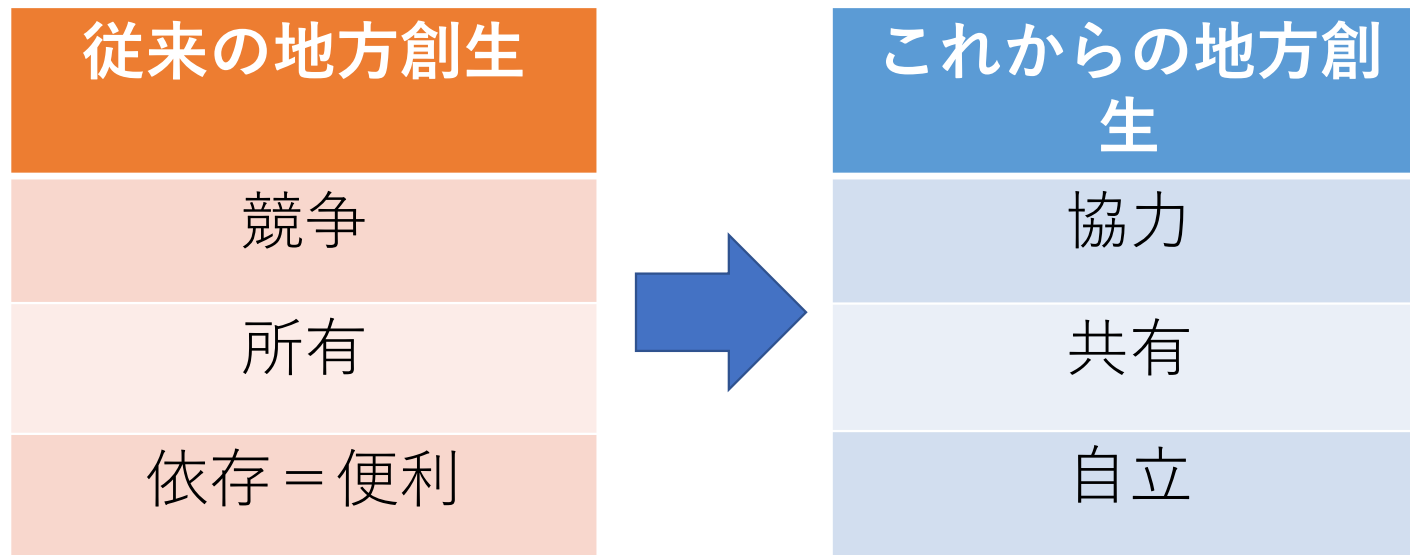 従来の地方創生
競争
所有
依存＝便利
これからの地方創
生
協力
共有
自立